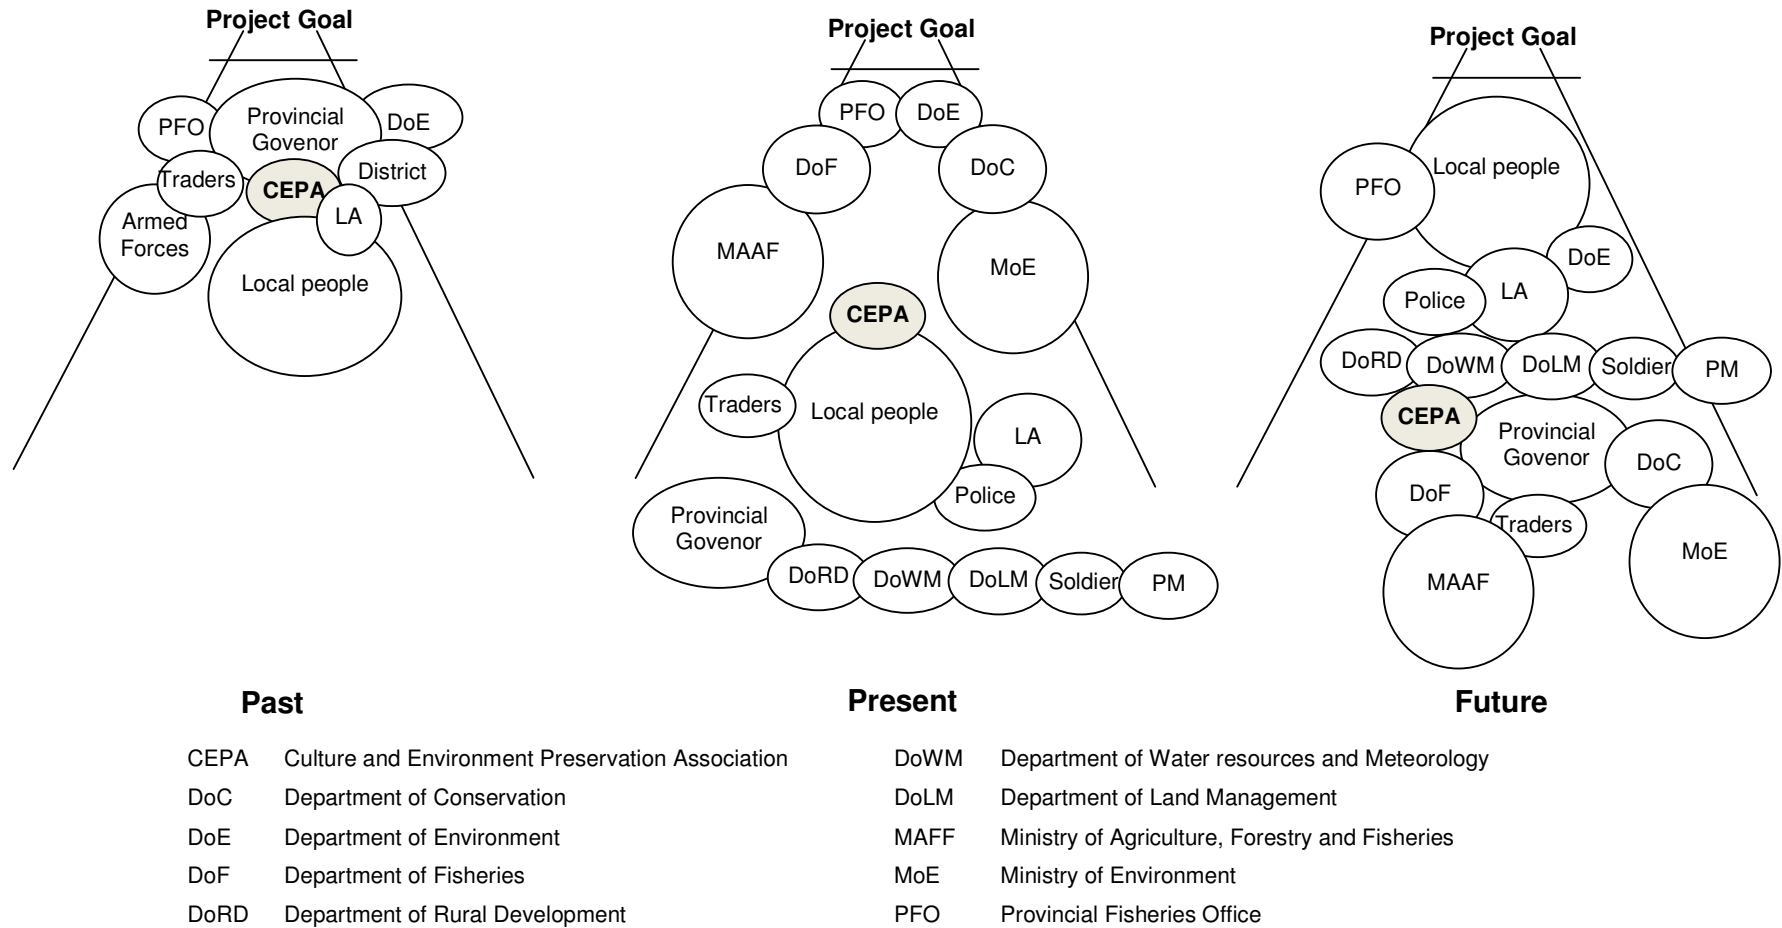 Project Goal
PFO
Provincial
Govenor
DoE
Traders
CEPA
District
LA
Armed
Forces
Local people
Past
Project Goal
PFO
DoE
DoF
DoC
MAAF
MoE
CEPA
Traders
Local people
LA
Police
Provincial
Govenor
DoRD
DoWM
DoLM
Soldier
PM
Present
Project Goal
Local people
PFO
DoE
Police
LA
DoRD
DoWM
DoLM
Soldier
PM
CEPA
Provincial
Govenor
DoC
DoF
Traders
MAAF
MoE
Future
CEPA Culture and Environment Preservation Association
DoC Department of Conservation
DoE Department of Environment
DoF Department of Fisheries
DoRD Department of Rural Development
DoWM Department of Water resources and Meteorology
DoLM Department of Land Management
MAFF Ministry of Agriculture, Forestry and Fisheries
MoE Ministry of Environment
PFO Provincial Fisheries Office